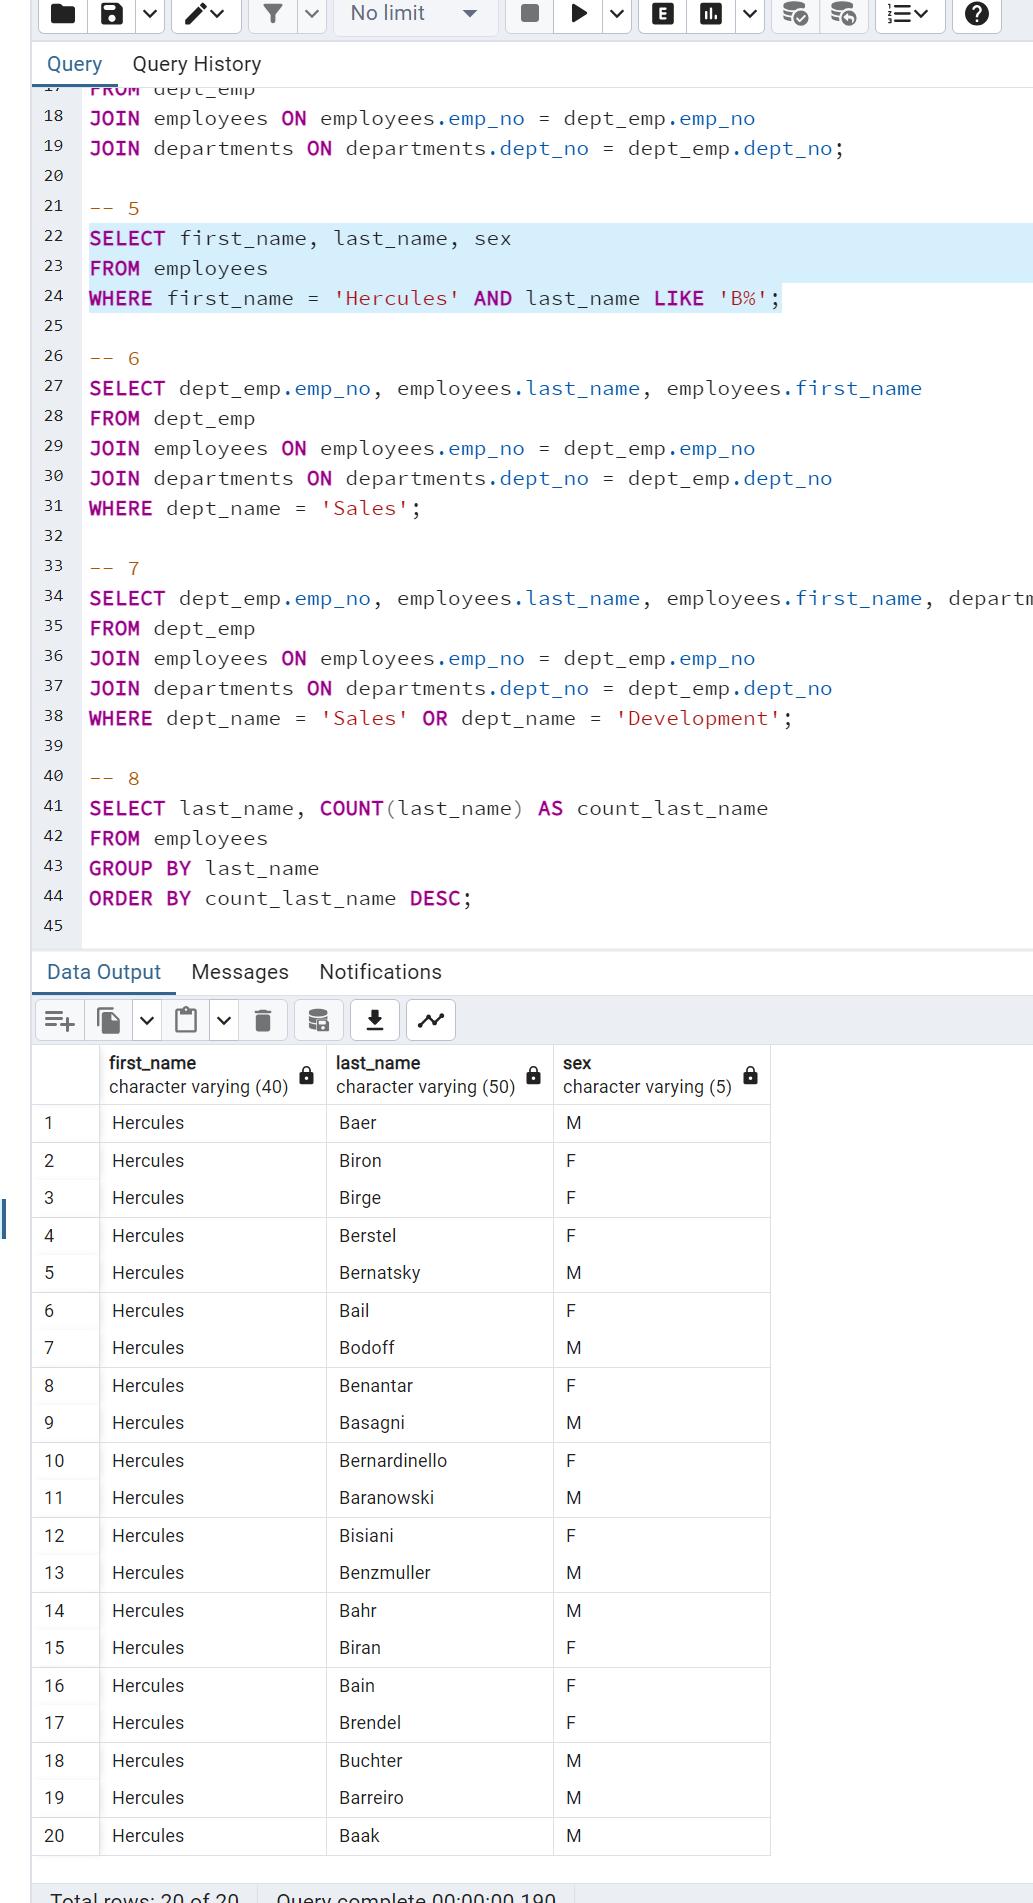 No limit
E
Query Query History
17 FROM dept_emp
18 JOIN employees ON employees.emp_no = dept_emp.emp_no
19 JOIN departments ON departments.dept_no = dept_emp.dept_no;
20
21 -- 5
22 SELECT first_name, last_name, sex
23 FROM employees
24 WHERE first_name = 'Hercules' AND last_name LIKE 'B%';
25
26 -- 6
27 SELECT dept_emp.emp_no, employees.last_name, employees.first_name
28 FROM dept_emp
29 JOIN employees ON employees.emp_no = dept_emp.emp_no
30 JOIN departments ON departments.dept_no = dept_emp.dept_no
31 WHERE dept_name = 'Sales';
32
33 -- 7
34 SELECT dept_emp.emp_no, employees.last_name, employees.first_name, departm
35 FROM dept_emp
36 JOIN employees ON employees.emp_no = dept_emp.emp_no
37 JOIN departments ON departments.dept_no = dept_emp.dept_no
38 WHERE dept_name = 'Sales' OR dept_name = 'Development';
39
40 -- 8
41 SELECT last_name, COUNT(last_name) AS count_last_name
42 FROM employees
43 GROUP BY last_name
44 ORDER BY count_last_name DESC;
45
Data Output Messages Notifications
first_name last_name sex
character varying (40) character varying (50) character varying (5)
1 Hercules Baer M
2 Hercules Biron F
3 Hercules Birge F
4 Hercules Berstel F
5 Hercules Bernatsky M
6 Hercules Bail F
7 Hercules Bodoff M
8 Hercules Benantar F
9 Hercules Basagni M
10 Hercules Bernardinello F
11 Hercules Baranowski M
12 Hercules Bisiani F
13 Hercules Benzmuller M
14 Hercules Bahr M
15 Hercules Biran F
16 Hercules Bain F
17 Hercules Brendel F
18 Hercules Buchter M
19 Hercules Barreiro M
20 Hercules Baak M
Total rows: 20 of 20 Query complete 00:00:00.190